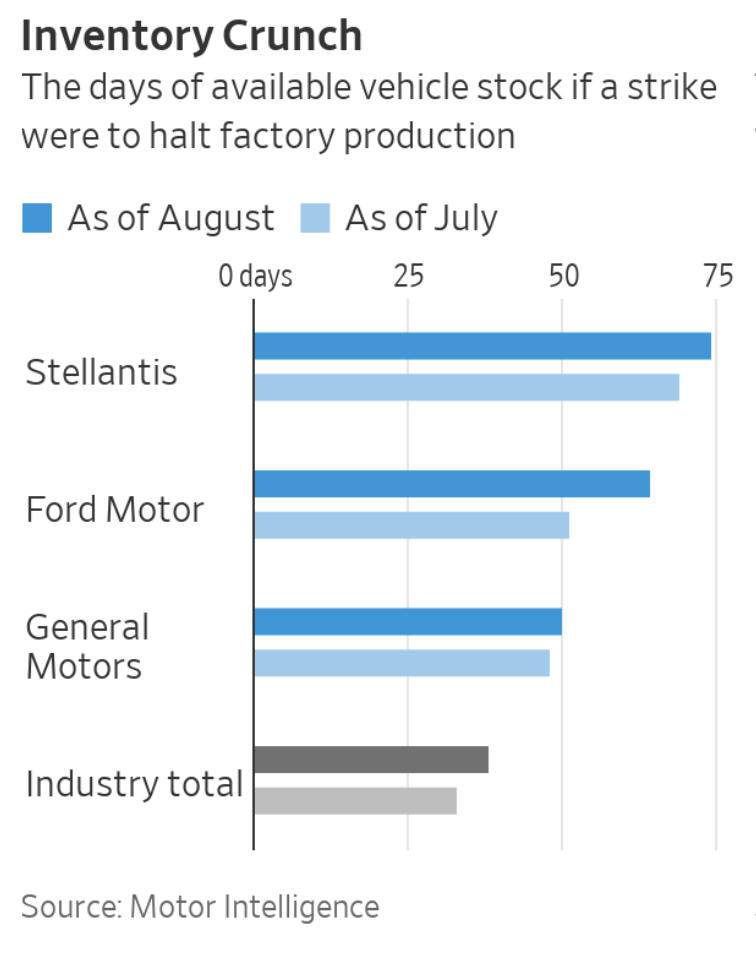 Inventory Crunch
The days of available vehicle stock if a strike
were to halt factory production
As of August As of July
0 days 25 50 75
Stellantis
Ford Motor
General
Motors
Industry total
Source: Motor Intelligence